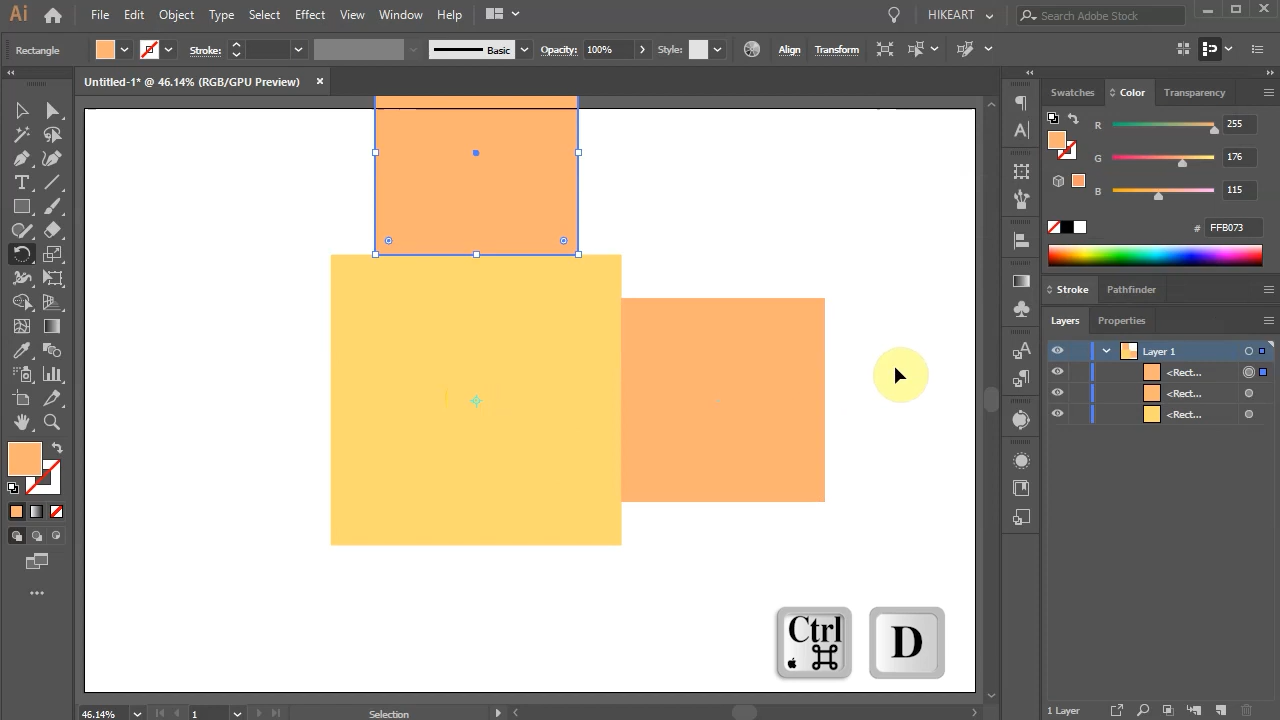 Ai File Edit Object Type Select Effect View Window Help HIKEART Search Adobe Stock
Rectangle Stroke: Basic Opacity: 100% Style: Align Transform
Untitled-1* @ 46.14% (RGB/GPU Preview) ×
Swatches Color Transparency
R 255
G 176
B 115
# FFB073
Stroke Pathfinder
Layers Properties
Layer 1
<Rect...
<Rect...
<Rect...
Ctrl D
46.14% 1 Selection
1 Layer